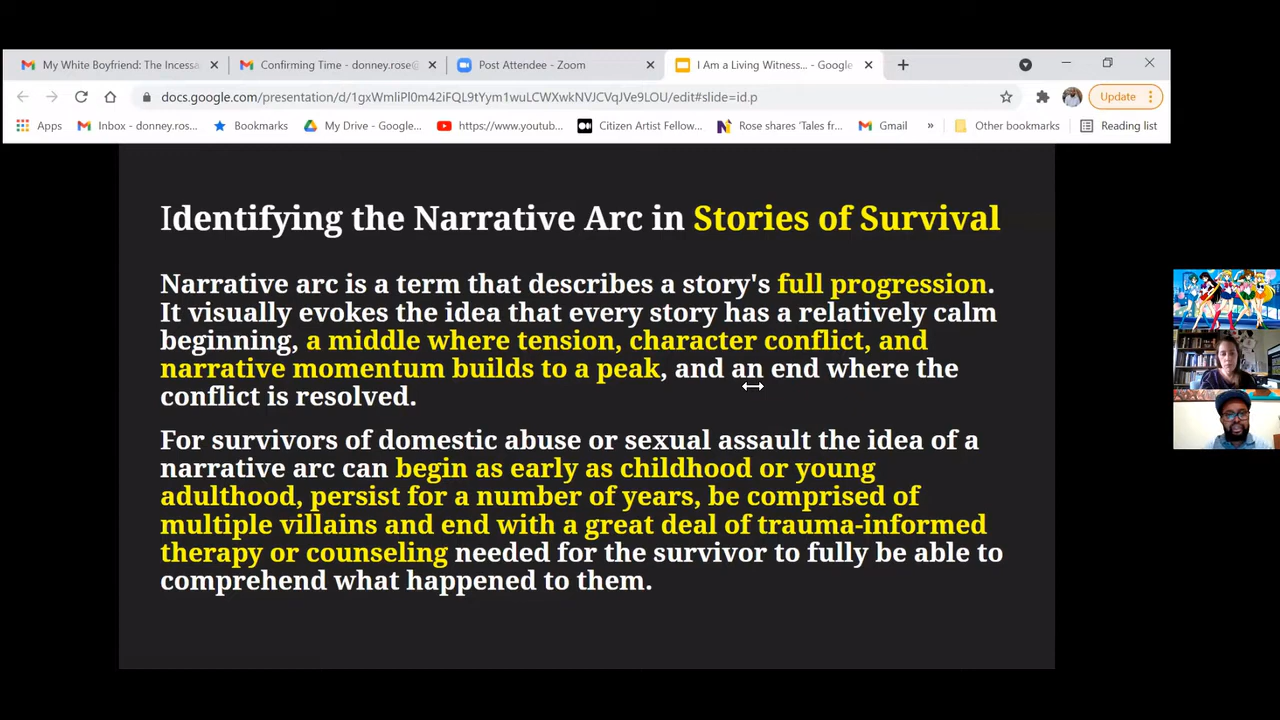 My White Boyfriend: The Incessa
Confirming Time - donney.rose@
Post Attendee - Zoom
I Am a Living Witness... - Google
docs.google.com/presentation/d/1gxWmliPl0m42iFQL9tYym1wuLCWXwkNVJCVqJVe9LOU/edit#slide=id.p
Update
Apps
Inbox - donney.ros...
Bookmarks
My Drive - Google...
https://www.youtub...
Citizen Artist Fellow...
Rose shares 'Tales fr...
Gmail
»
Other bookmarks
Reading list
Identifying the Narrative Arc in Stories of Survival
Narrative arc is a term that describes a story's full progression.
It visually evokes the idea that every story has a relatively calm
beginning, a middle where tension, character conflict, and
narrative momentum builds to a peak, and an end where the
conflict is resolved.
For survivors of domestic abuse or sexual assault the idea of a
narrative arc can begin as early as childhood or young
adulthood, persist for a number of years, be comprised of
multiple villains and end with a great deal of trauma-informed
therapy or counseling needed for the survivor to fully be able to
comprehend what happened to them.